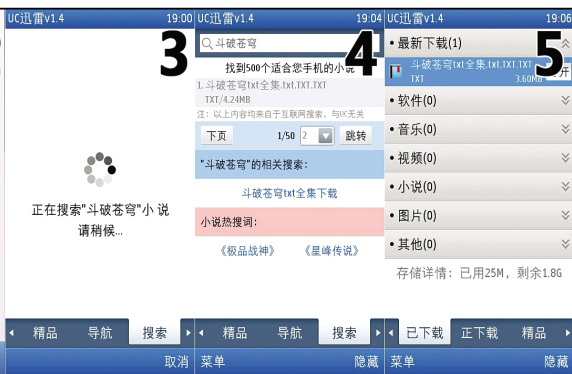 UC迅雷v1.4 19:00
3
正在搜索"斗破苍穹"小 说
请稍候...
精品 导航 搜索
取消
UC迅雷v1.4 19:04
4
斗破苍穹
找到500个适合您手机的小说
1. 斗破苍穹txt全集.txt.TXT.TXT
TXT/4.24MB
注: 以上内容均来自于互联网搜索，与UC无关
下页 1/50 2 跳转
"斗破苍穹"的相关搜索:
斗破苍穹txt全集下载
小说热搜词:
《极品战神》 《星峰传说》
精品 导航 搜索
菜单 隐藏
UC迅雷v1.4 19:06
5
• 最新下载(1)
斗破苍穹txt全集.txt.TXT.TXT
TXT 3.60MB 开
• 软件(0)
• 音乐(0)
• 视频(0)
• 小说(0)
• 图片(0)
• 其他(0)
存储详情: 已用25M, 剩余1.8G
已下载 正下载 精品
菜单 隐藏